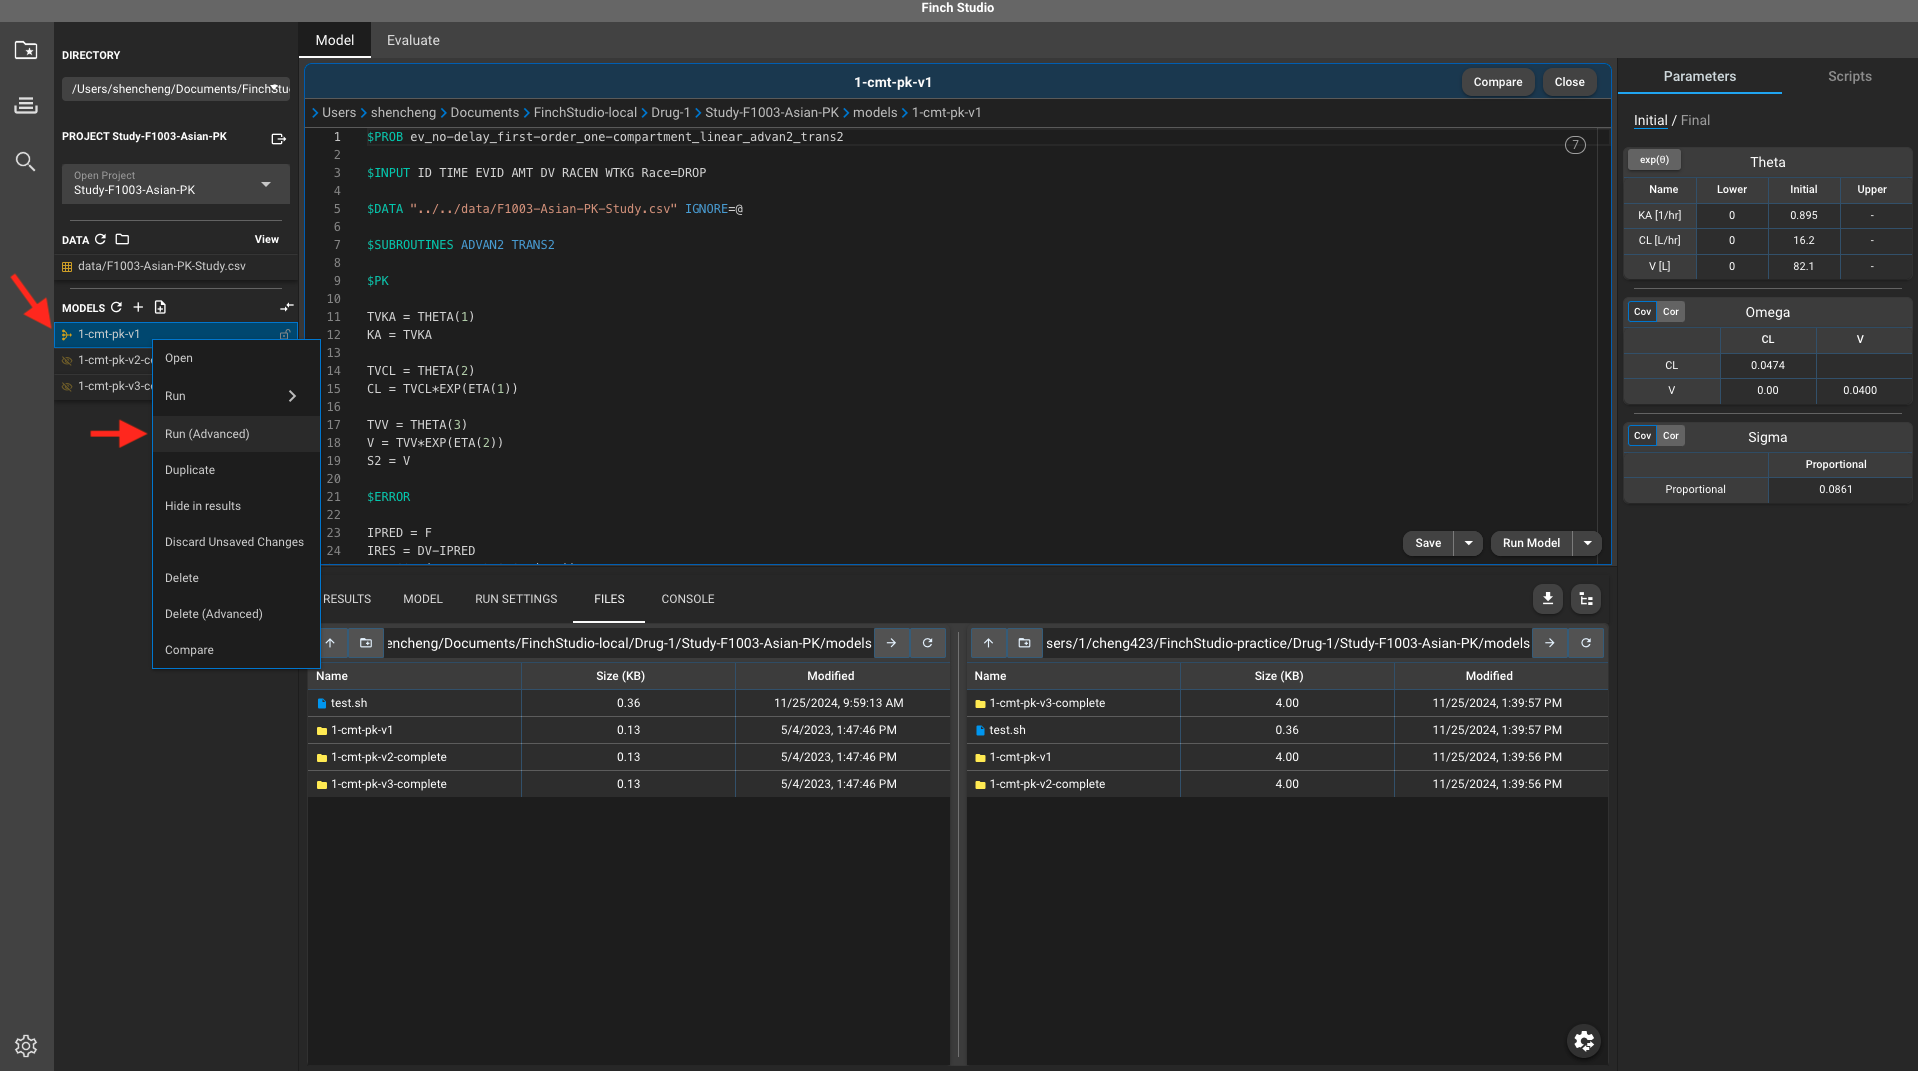 Finch Studio
DIRECTORY
/Users/shencheng/Documents/FinchStu
PROJECT Study-F1003-Asian-PK
Open Project
Study-F1003-Asian-PK
DATA
View
data/F1003-Asian-PK-Study.csv
MODELS
1-cmt-pk-v1
1-cmt-pk-v2-co
1-cmt-pk-v3-co
Open
Run
Run (Advanced)
Duplicate
Hide in results
Discard Unsaved Changes
Delete
Delete (Advanced)
Compare
Model Evaluate
1-cmt-pk-v1
Compare Close
Users shencheng Documents FinchStudio-local Drug-1 Study-F1003-Asian-PK models 1-cmt-pk-v1
7
1 $PROB ev_no-delay_first-order_one-compartment_linear_advan2_trans2
2
3 $INPUT ID TIME EVID AMT DV RACEN WTKG Race=DROP
4
5 $DATA "../../data/F1003-Asian-PK-Study.csv" IGNORE=@
6
7 $SUBROUTINES ADVAN2 TRANS2
8
9 $PK
10
11 TVKA = THETA(1)
12 KA = TVKA
13
14 TVCL = THETA(2)
15 CL = TVCL*EXP(ETA(1))
16
17 TVV = THETA(3)
18 V = TVV*EXP(ETA(2))
19 S2 = V
20
21 $ERROR
22
23 IPRED = F
24 IRES = DV-IPRED
Save
Run Model
RESULTS MODEL RUN SETTINGS FILES CONSOLE
encheng/Documents/FinchStudio-local/Drug-1/Study-F1003-Asian-PK/models
Name Size (KB) Modified
test.sh 0.36 11/25/2024, 9:59:13 AM
1-cmt-pk-v1 0.13 5/4/2023, 1:47:46 PM
1-cmt-pk-v2-complete 0.13 5/4/2023, 1:47:46 PM
1-cmt-pk-v3-complete 0.13 5/4/2023, 1:47:46 PM
sers/1/cheng423/FinchStudio-practice/Drug-1/Study-F1003-Asian-PK/models
Name Size (KB) Modified
1-cmt-pk-v3-complete 4.00 11/25/2024, 1:39:57 PM
test.sh 0.36 11/25/2024, 1:39:57 PM
1-cmt-pk-v1 4.00 11/25/2024, 1:39:56 PM
1-cmt-pk-v2-complete 4.00 11/25/2024, 1:39:56 PM
Parameters Scripts
Initial / Final
exp(θ) Theta
Name Lower Initial Upper
KA [1/hr] 0 0.895 -
CL [L/hr] 0 16.2 -
V [L] 0 82.1 -
Cov Cor Omega
CL V
CL 0.0474
V 0.00 0.0400
Cov Cor Sigma
Proportional
Proportional 0.0861